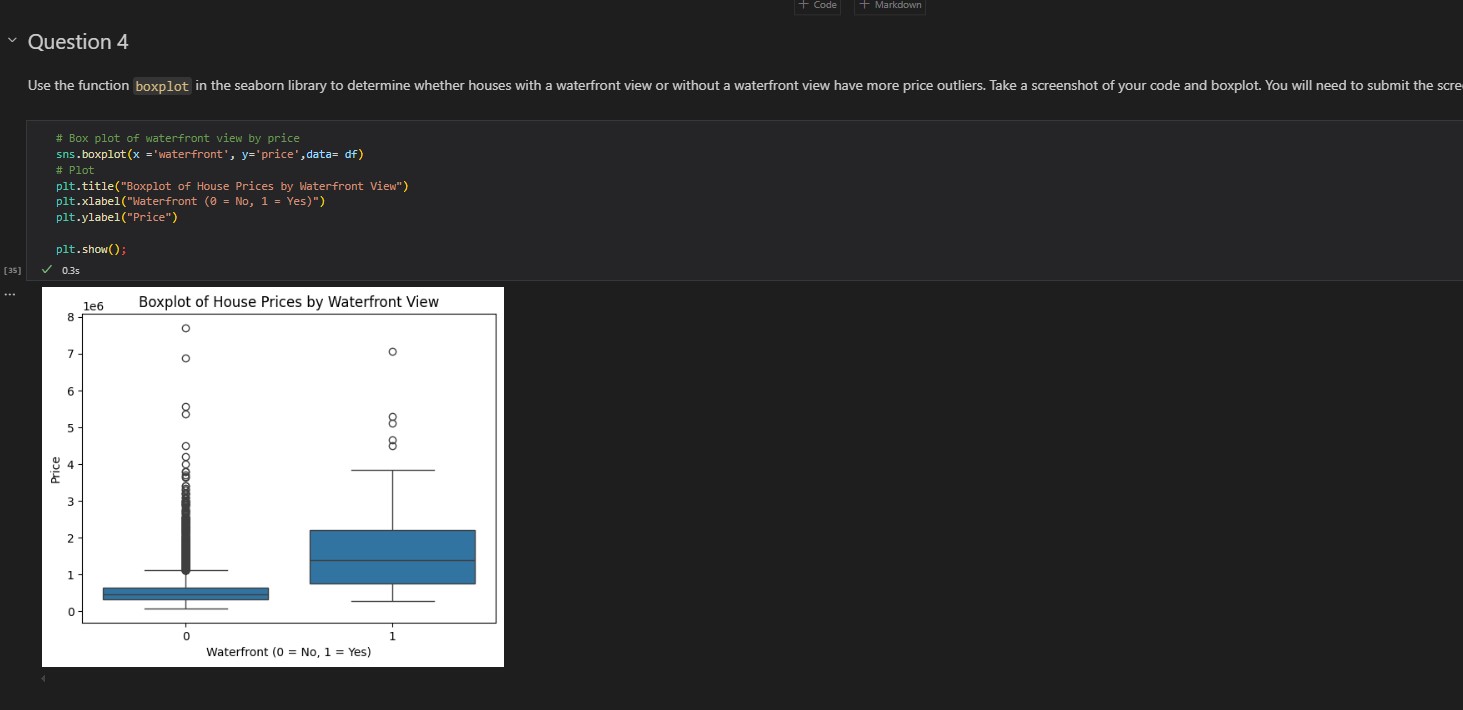 + Code + Markdown
Question 4
Use the function boxplot in the seaborn library to determine whether houses with a waterfront view or without a waterfront view have more price outliers. Take a screenshot of your code and boxplot. You will need to submit the scre
# Box plot of waterfront view by price
sns.boxplot(x ='waterfront', y='price',data= df)
# Plot
plt.title("Boxplot of House Prices by Waterfront View")
plt.xlabel("Waterfront (0 = No, 1 = Yes)")
plt.ylabel("Price")
plt.show();
[35] 0.3s
...
1e6 Boxplot of House Prices by Waterfront View
8
7
6
5
4
3
2
1
0
Price
0 1
Waterfront (0 = No, 1 = Yes)